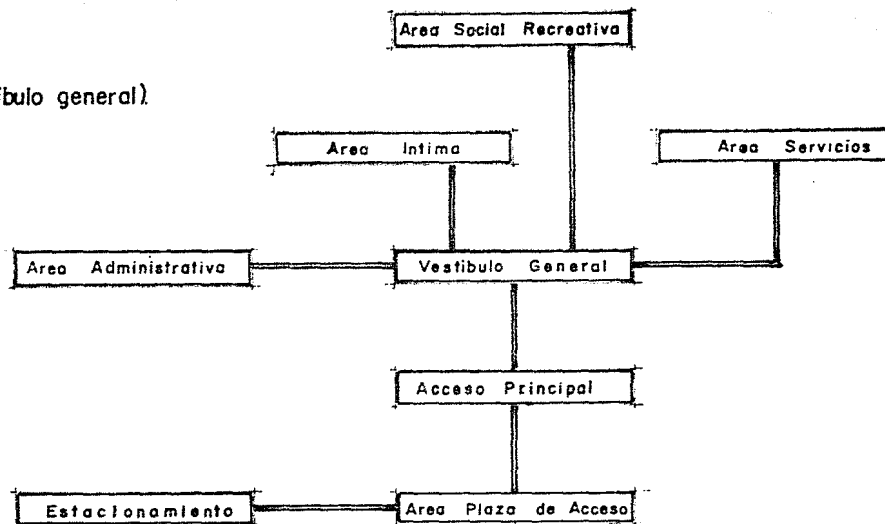 Area Social Recreativa
bulo general).
Area Intima
Area Servicios
Area Administrativa
Vestibulo General
Acceso Principal
Estacionamiento
Area Plaza de Acceso